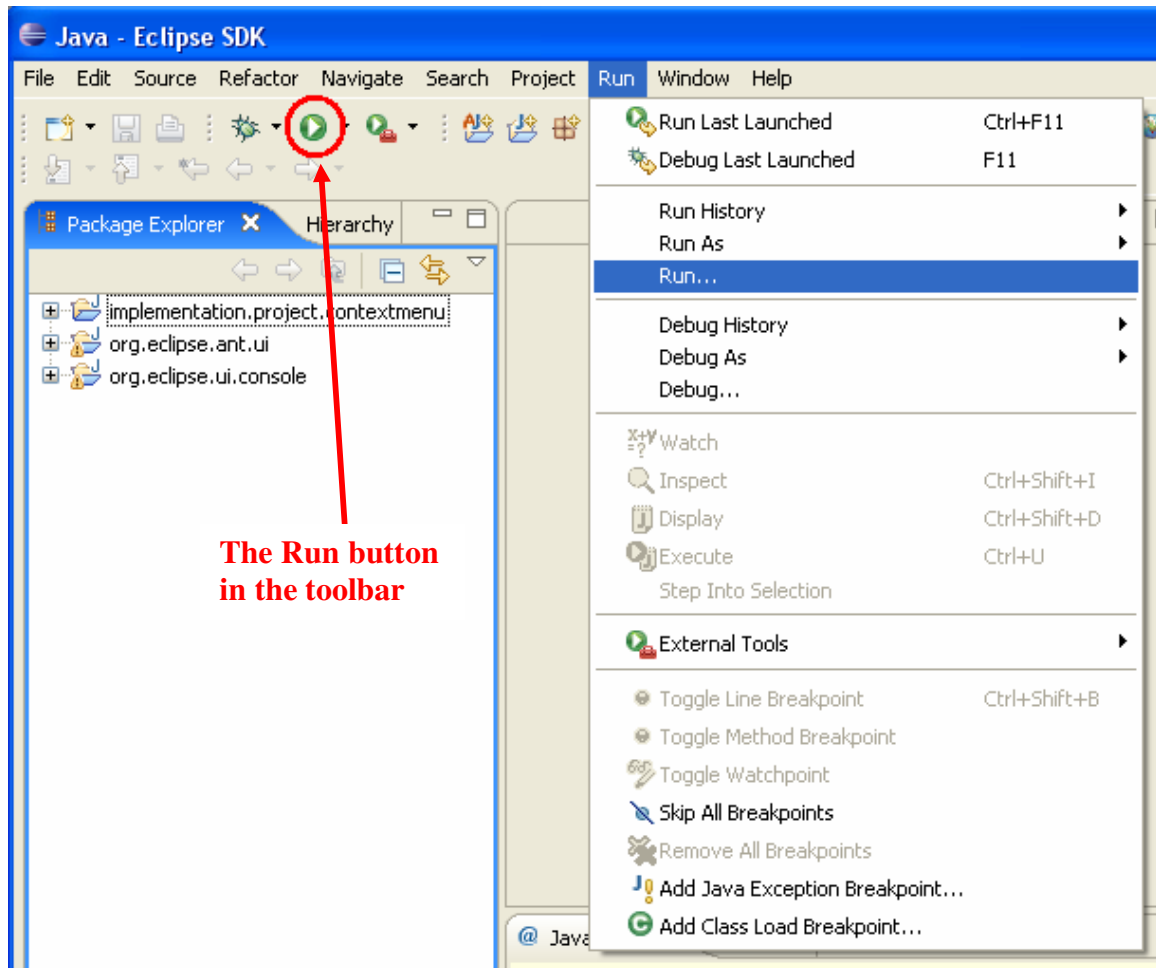 Java - Eclipse SDK
File Edit Source Refactor Navigate Search Project Run Window Help
Package Explorer Hierarchy
implementation.project.contextmenu
org.eclipse.ant.ui
org.eclipse.ui.console
The Run button
in the toolbar
Run Last Launched Ctrl+F11
Debug Last Launched F11
Run History
Run As
Run...
Debug History
Debug As
Debug...
Watch
Inspect Ctrl+Shift+I
Display Ctrl+Shift+D
Execute Ctrl+U
Step Into Selection
External Tools
Toggle Line Breakpoint Ctrl+Shift+B
Toggle Method Breakpoint
Toggle Watchpoint
Skip All Breakpoints
Remove All Breakpoints
Add Java Exception Breakpoint...
Add Class Load Breakpoint...
@ Java